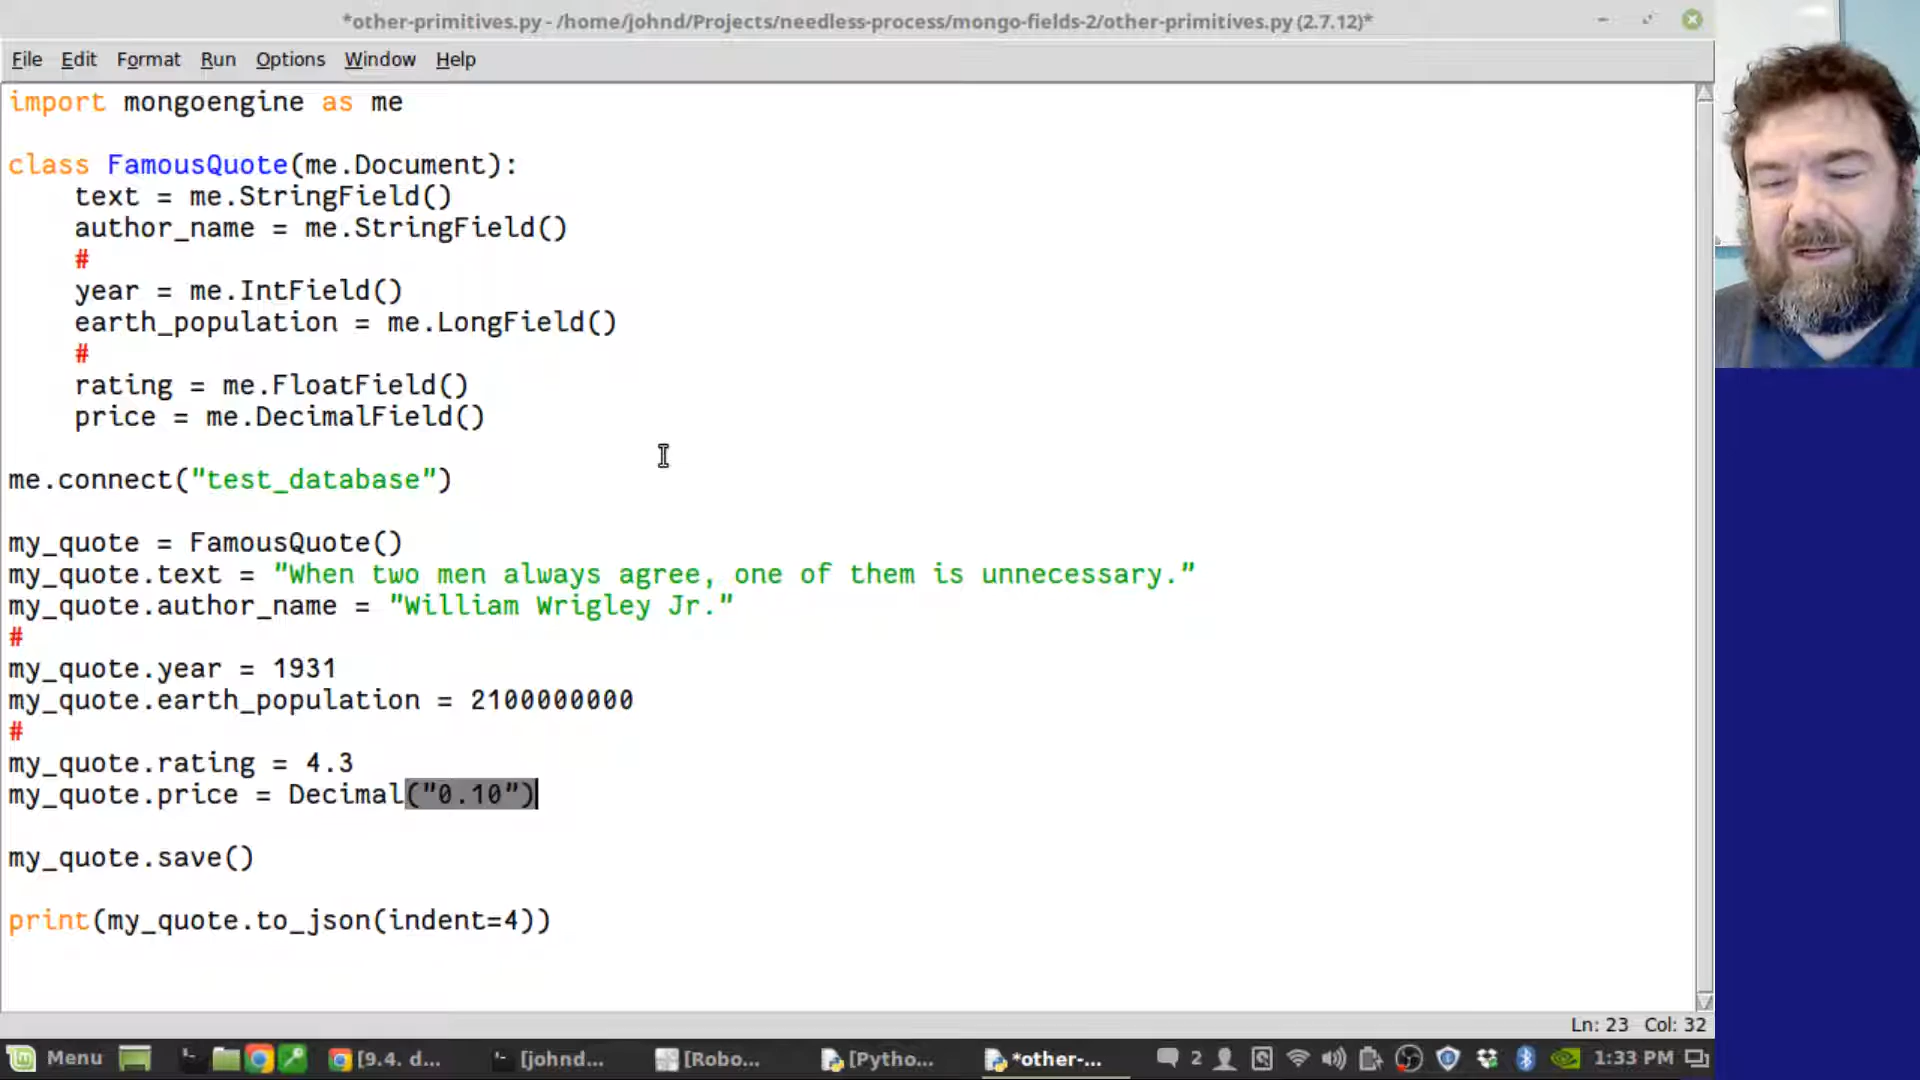 *other-primitives.py - /home/johnd/Projects/needless-process/mongo-fields-2/other-primitives.py (2.7.12)*
File Edit Format Run Options Window Help
import mongoengine as me
class FamousQuote(me.Document):
    text = me.StringField()
    author_name = me.StringField()
    #
    year = me.IntField()
    earth_population = me.LongField()
    #
    rating = me.FloatField()
    price = me.DecimalField()
me.connect("test_database")
my_quote = FamousQuote()
my_quote.text = "When two men always agree, one of them is unnecessary."
my_quote.author_name = "William Wrigley Jr."
#
my_quote.year = 1931
my_quote.earth_population = 2100000000
#
my_quote.rating = 4.3
my_quote.price = Decimal("0.10")
my_quote.save()
print(my_quote.to_json(indent=4))
Ln: 23 Col: 32
Menu [9.4. d... [johnd... [Robo... [Pytho... *other-... 2 1:33 PM